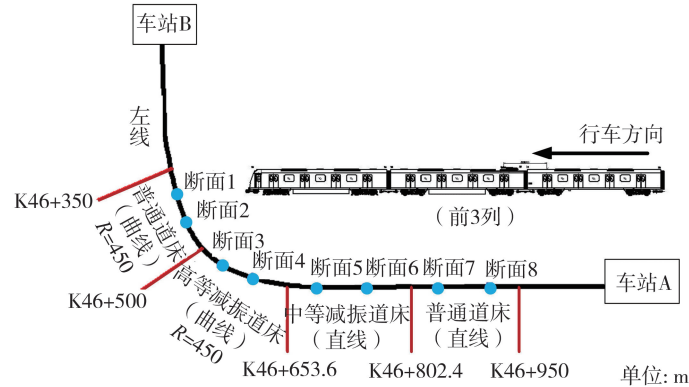 车站B
左线
行车方向
（前3列）
K46+350
断面1
断面2
断面3
断面4
断面5
断面6
断面7
断面8
车站A
普通道床
（曲线）
R=450
K46+500
高等减振道床
（曲线）
R=450
中等减振道床
（直线）
普通道床
（直线）
K46+653.6
K46+802.4
K46+950
单位: m